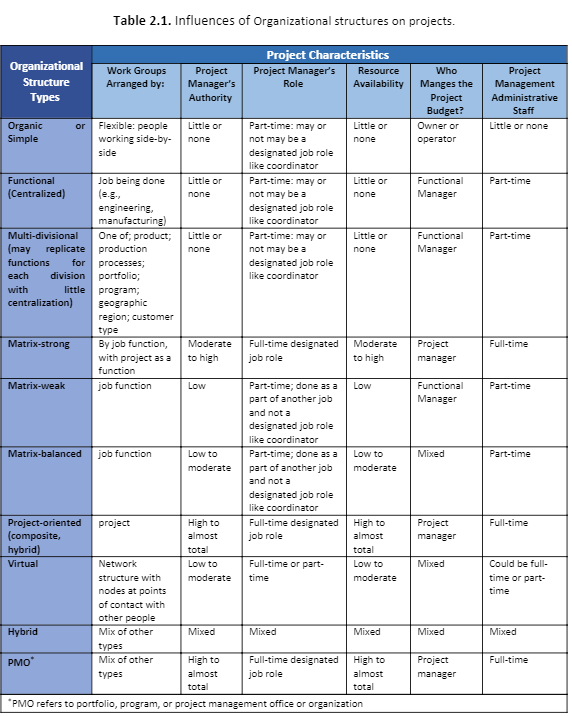 Table 2.1. Influences of Organizational structures on projects.
Organizational Structure Types
Project Characteristics
Work Groups Arranged by:
Project Manager's Authority
Project Manager's Role
Resource Availability
Who Manges the Project Budget?
Project Management Administrative Staff
Organic or Simple
Flexible: people working side-by-side
Little or none
Part-time: may or not may be a designated job role like coordinator
Little or none
Owner or operator
Little or none
Functional (Centralized)
Job being done (e.g., engineering, manufacturing)
Little or none
Part-time: may or not may be a designated job role like coordinator
Little or none
Functional Manager
Part-time
Multi-divisional (may replicate functions for each division with little centralization)
One of; product; production processes; portfolio; program; geographic region; customer type
Little or none
Part-time: may or not may be a designated job role like coordinator
Little or none
Functional Manager
Part-time
Matrix-strong
By job function, with project as a function
Moderate to high
Full-time designated job role
Moderate to high
Project manager
Full-time
Matrix-weak
job function
Low
Part-time; done as a part of another job and not a designated job role like coordinator
Low
Functional Manager
Part-time
Matrix-balanced
job function
Low to moderate
Part-time; done as a part of another job and not a designated job role like coordinator
Low to moderate
Mixed
Part-time
Project-oriented (composite, hybrid)
project
High to almost total
Full-time designated job role
High to almost total
Project manager
Full-time
Virtual
Network structure with nodes at points of contact with other people
Low to moderate
Full-time or part-time
Low to moderate
Mixed
Could be full-time or part-time
Hybrid
Mix of other types
Mixed
Mixed
Mixed
Mixed
Mixed
PMO*
Mix of other types
High to almost total
Full-time designated job role
High to almost total
Project manager
Full-time
*PMO refers to portfolio, program, or project management office or organization